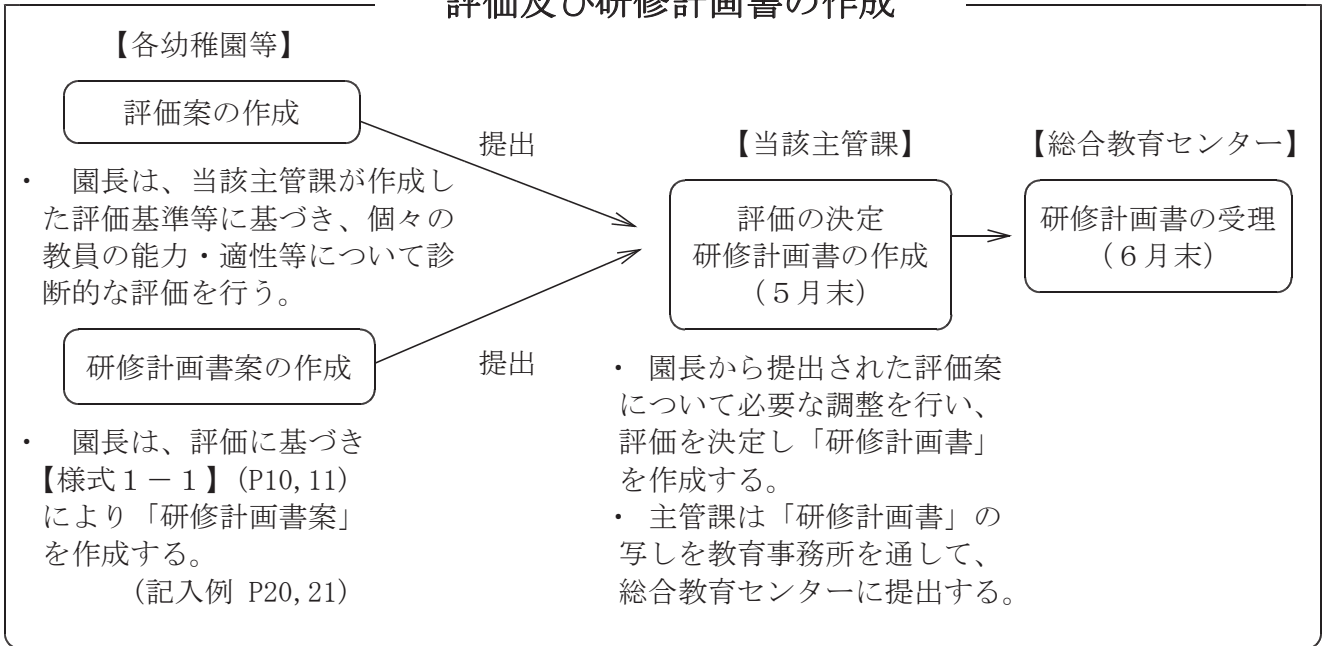 評価及び研修計画書の作成
【各幼稚園等】
評価案の作成
・　園長は、当該主管課が作成し
た評価基準等に基づき、個々の
教員の能力・適性等について診
断的な評価を行う。
研修計画書案の作成
・　園長は、評価に基づき
【様式１－１】(P10,11)
により「研修計画書案」
を作成する。
(記入例 P20,21)
提出
提出
【当該主管課】
評価の決定
研修計画書の作成
(５月末)
・　園長から提出された評価案
について必要な調整を行い、
評価を決定し「研修計画書」
を作成する。
・　主管課は「研修計画書」の
写しを教育事務所を通して、
総合教育センターに提出する。
【総合教育センター】
研修計画書の受理
(６月末)